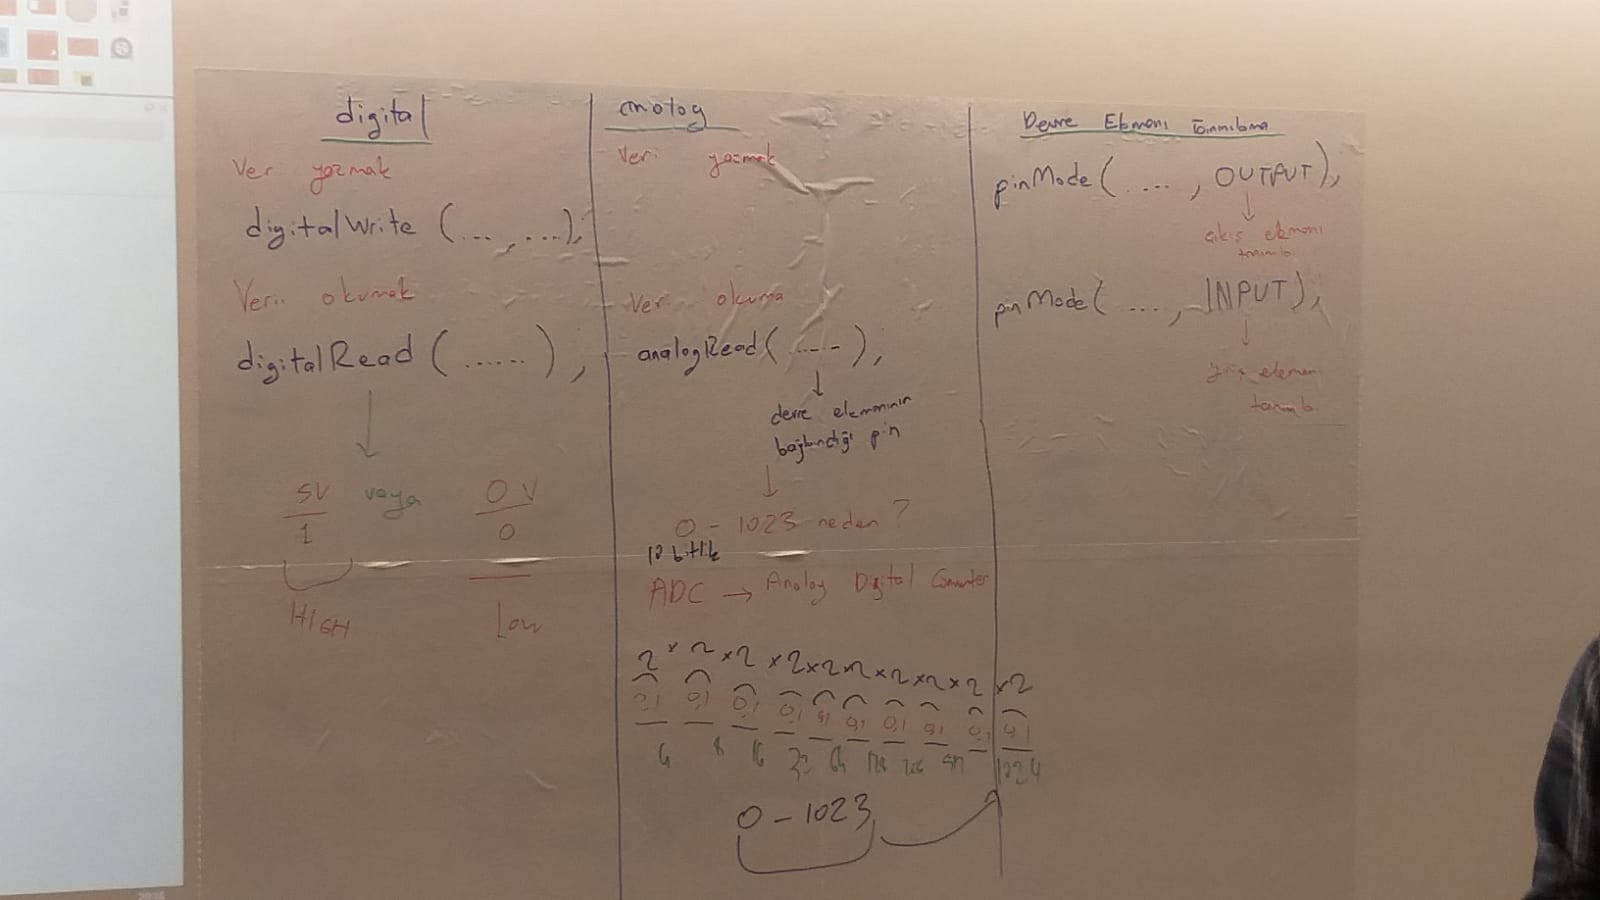 digital
Veri yazmak
digitalWrite (... , ....);
Veri okumak
digitalRead ( ...... ) ;
5V veya 0 V
1 0
HIGH Low
analog
Veri yazmak
Veri okuma
analogRead ( ..... ) ;
devre elemanının
bağlandığı pin
0 - 1023 neden ?
10 bitlik
ADC → Analog Digital Converter
2 x 2 x 2 x 2 x 2 x 2 x 2 x 2 x 2 x 2
0,1 0,1 0,1 0,1 0,1 0,1 0,1 0,1 0,1 0,1
4 8 16 32 64 128 256 512 1024
0 - 1023
Devre Elemanı Tanımlama
pinMode ( .... , OUTPUT );
çıkış elemanı
tanımla
pinMode ( .... , INPUT );
giriş eleman
tanımla